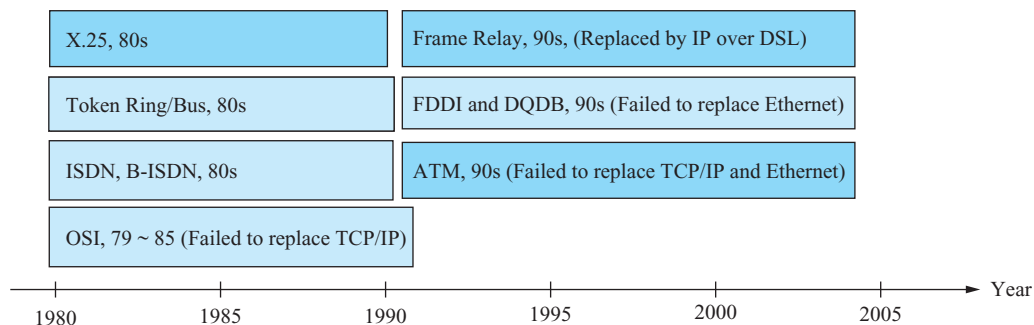 X.25, 80s
Frame Relay, 90s, (Replaced by IP over DSL)
Token Ring/Bus, 80s
FDDI and DQDB, 90s (Failed to replace Ethernet)
ISDN, B-ISDN, 80s
ATM, 90s (Failed to replace TCP/IP and Ethernet)
OSI, 79 ~ 85 (Failed to replace TCP/IP)
Year
1980
1985
1990
1995
2000
2005